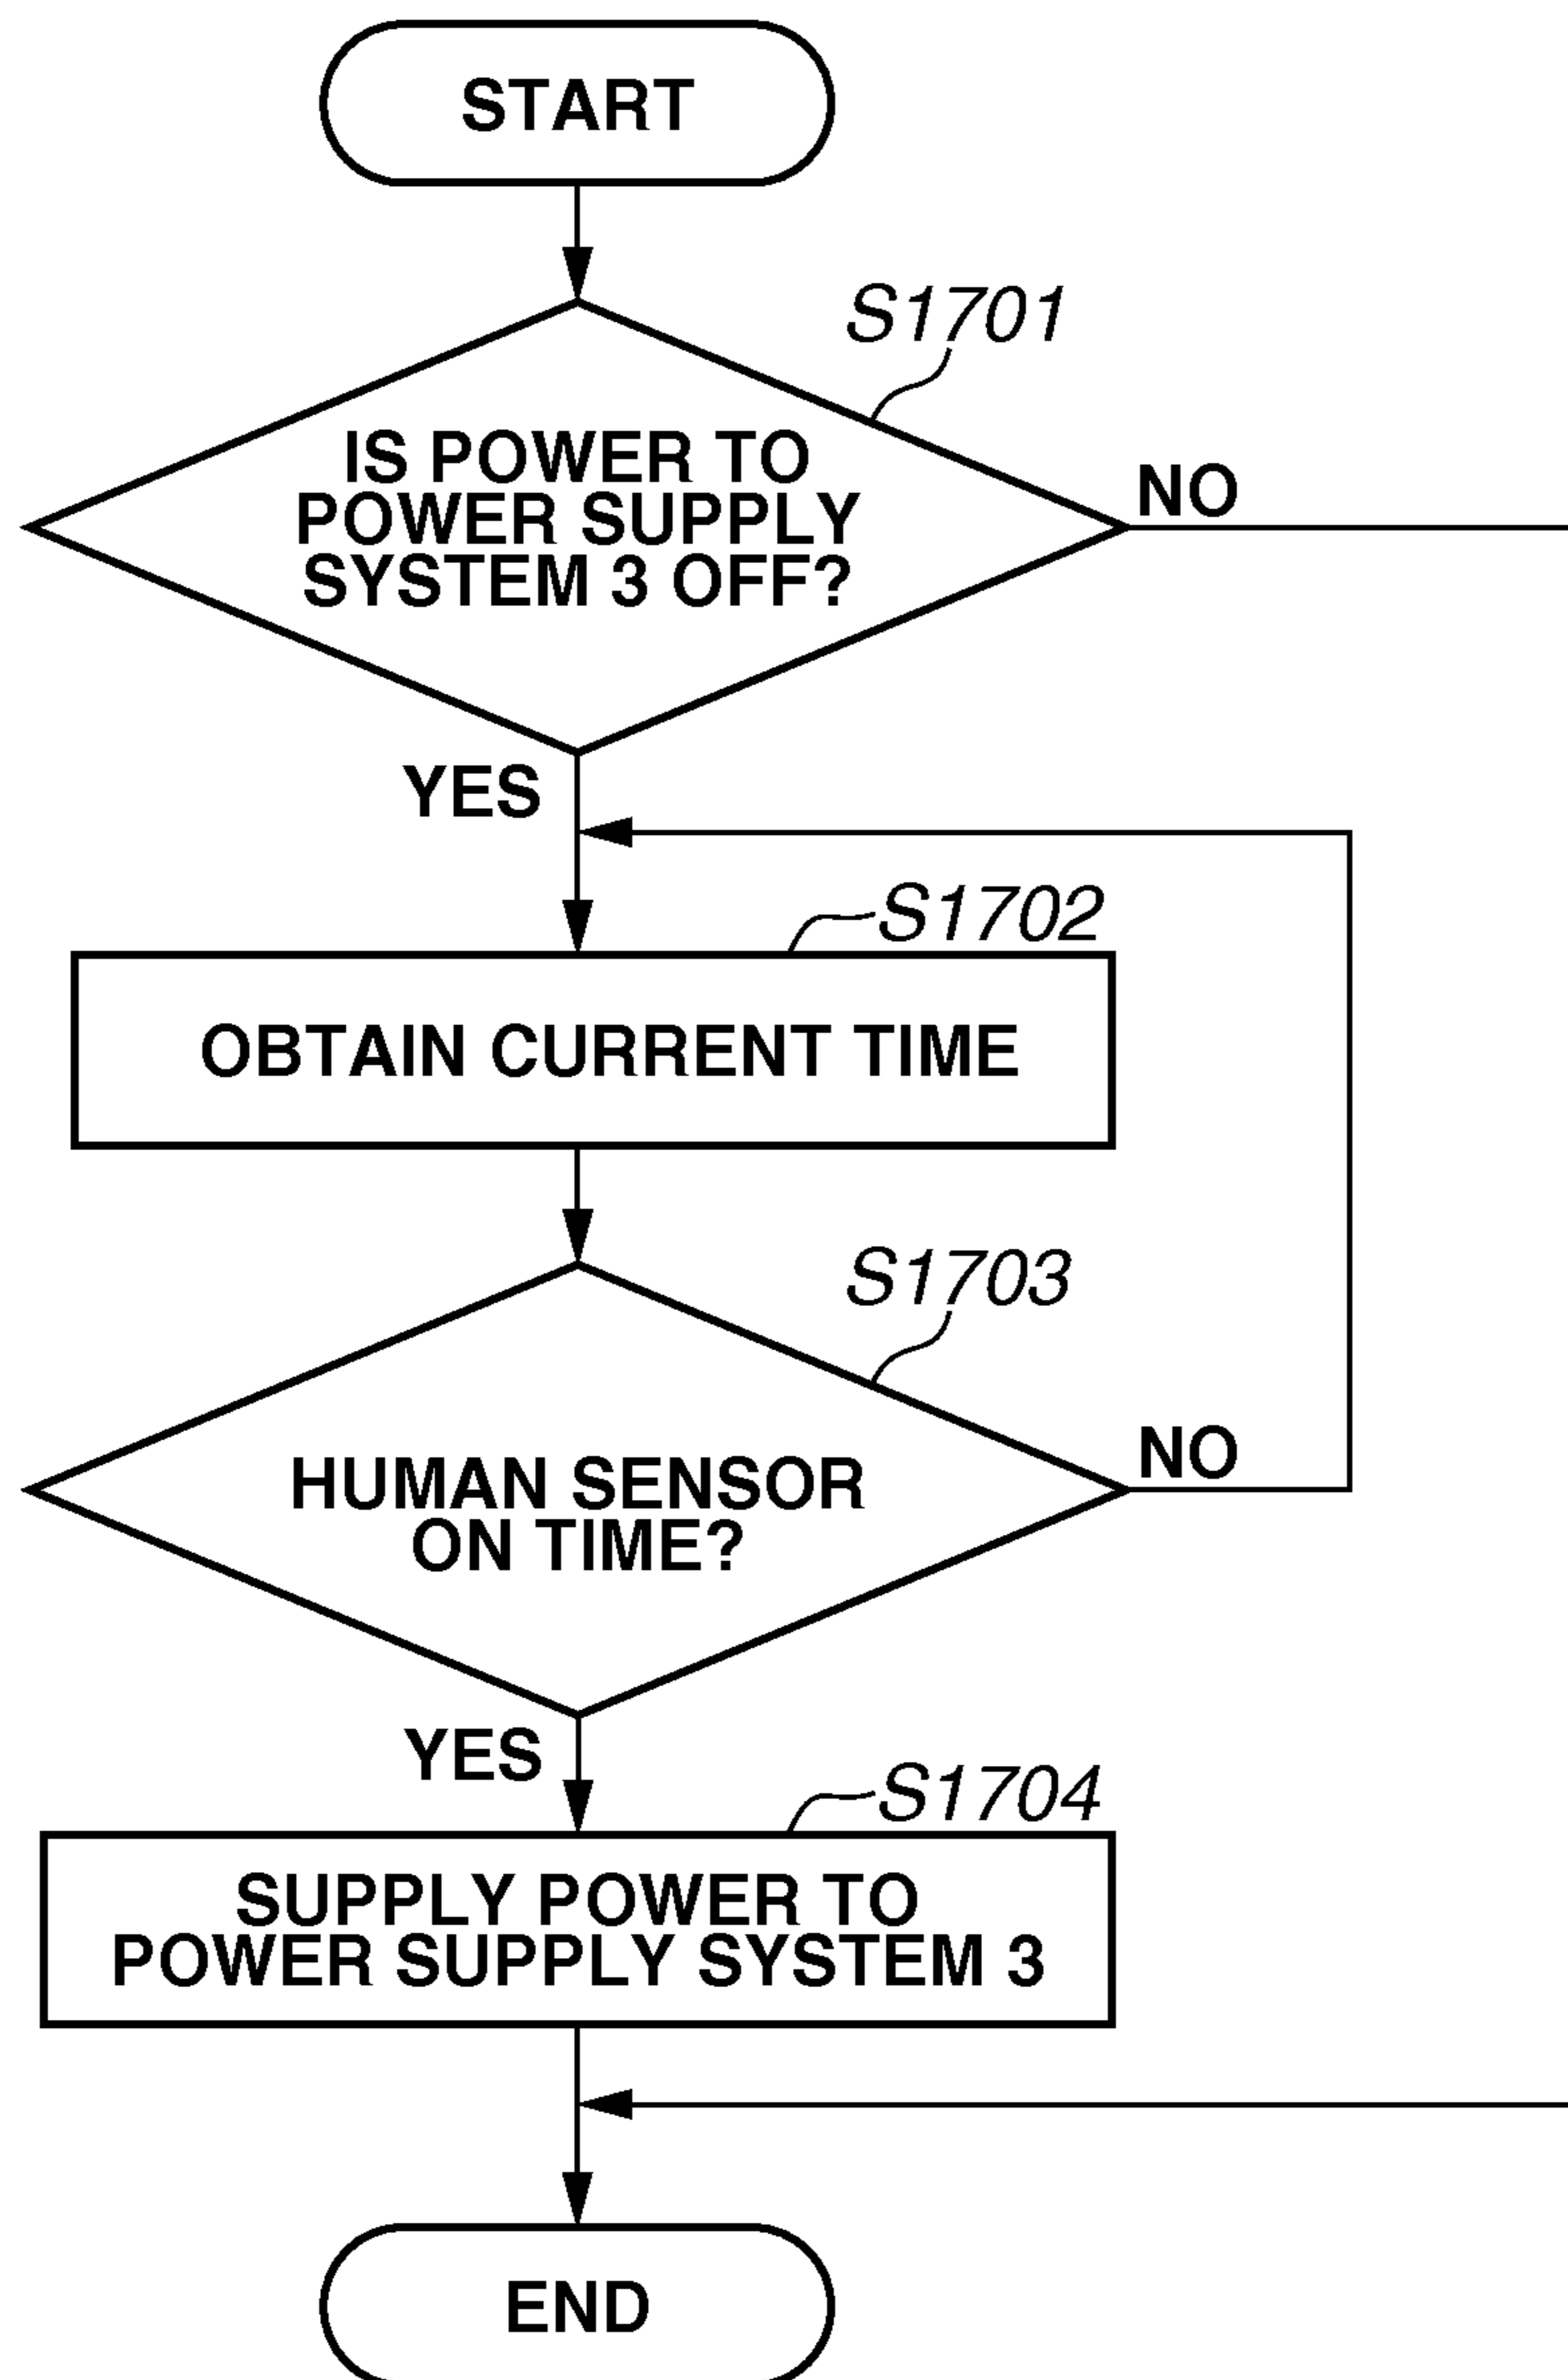 START
S1701
IS POWER TO
POWER SUPPLY
SYSTEM 3 OFF?
NO
YES
S1702
OBTAIN CURRENT TIME
S1703
HUMAN SENSOR
ON TIME?
NO
YES
S1704
SUPPLY POWER TO
POWER SUPPLY SYSTEM 3
END